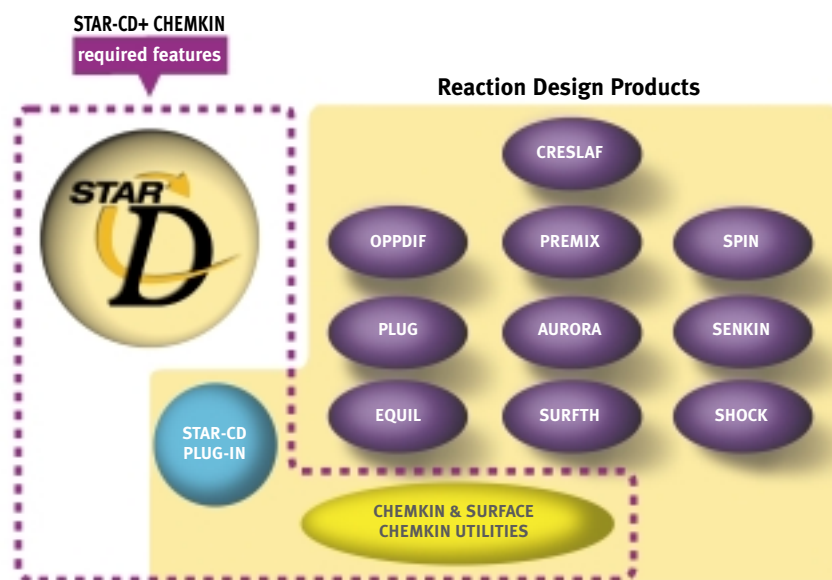 STAR-CD+ CHEMKIN
required features
Reaction Design Products
STAR
D
CRESLAF
OPPDIF
PREMIX
SPIN
PLUG
AURORA
SENKIN
EQUIL
SURFTH
SHOCK
STAR-CD
PLUG-IN
CHEMKIN & SURFACE
CHEMKIN UTILITIES